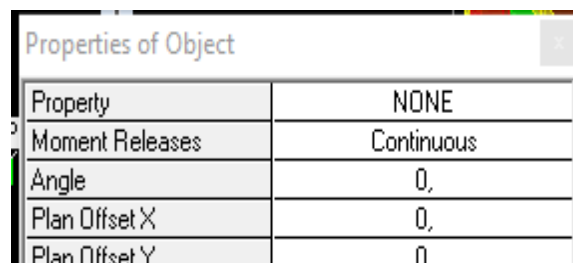 Properties of Object
Property NONE
Moment Releases Continuous
Angle 0,
Plan Offset X 0,
Plan Offset Y 0